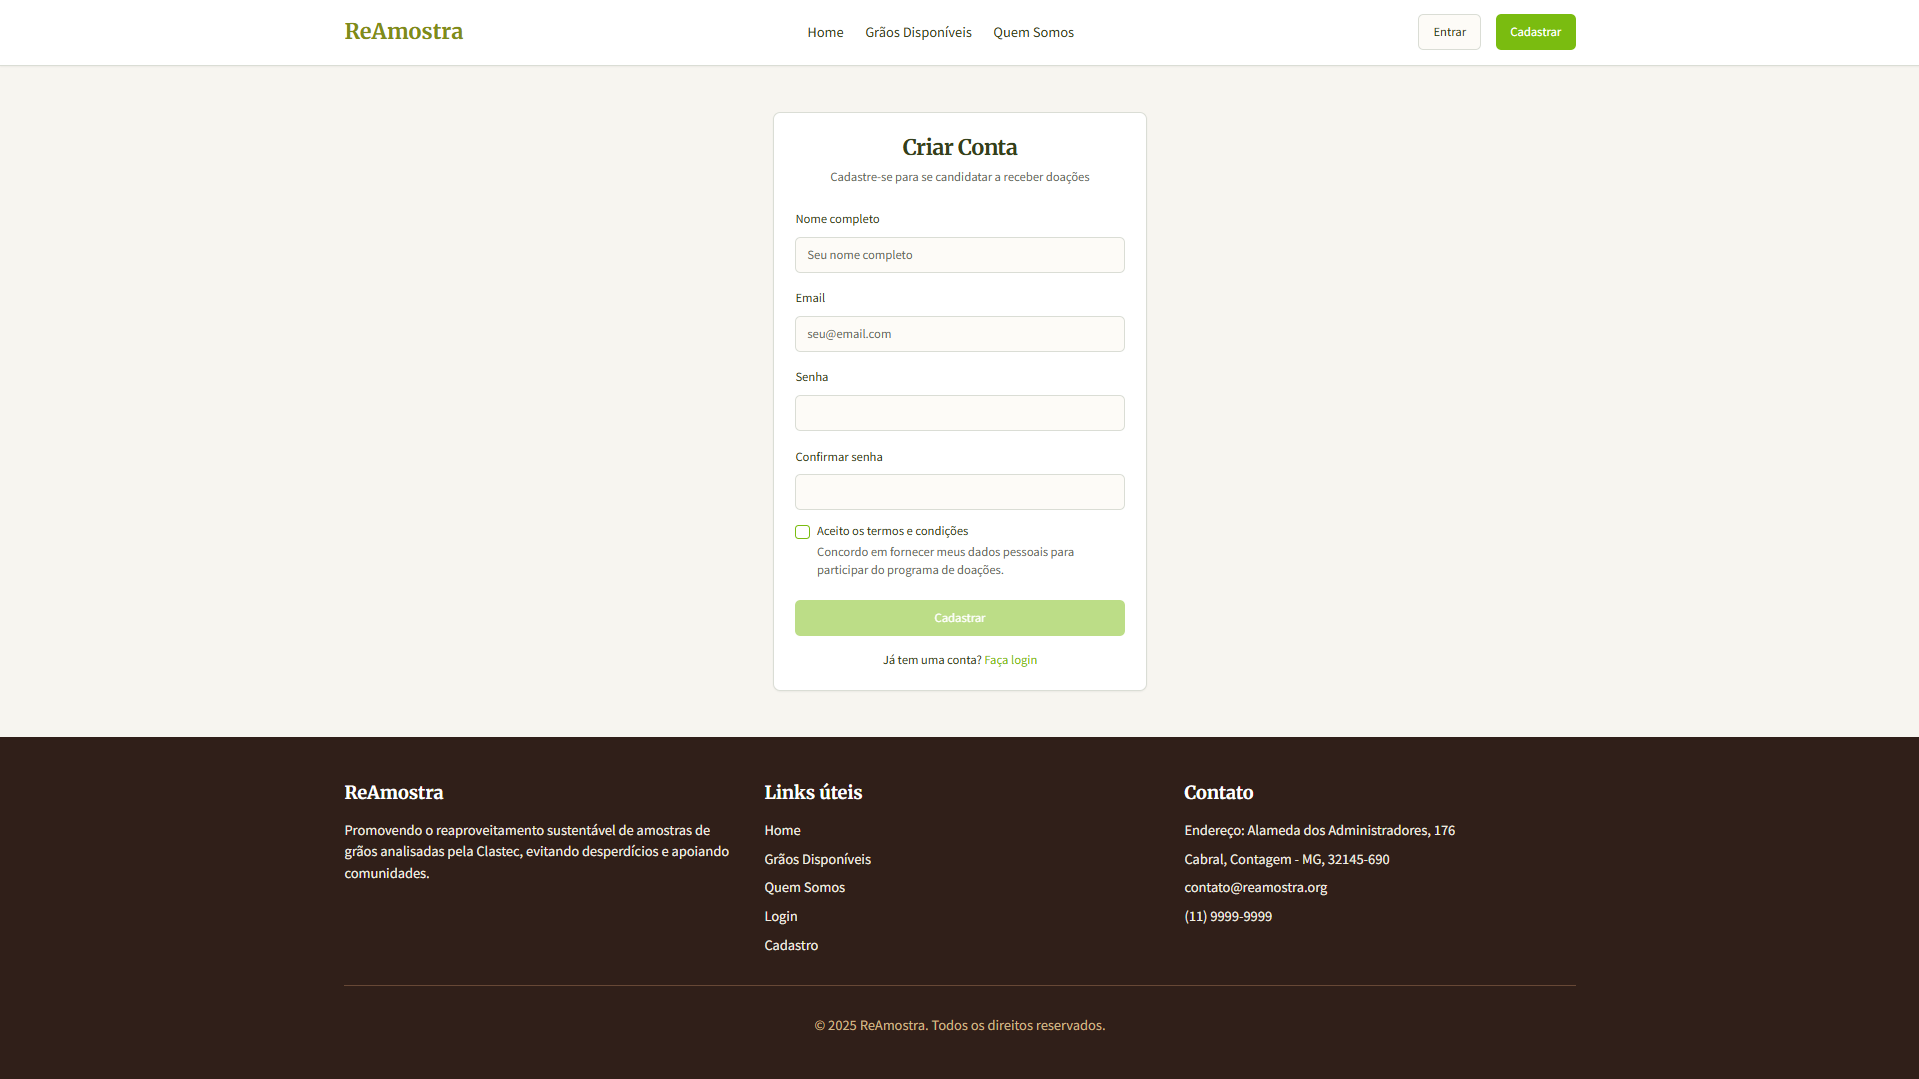 ReAmostra
Home Grãos Disponíveis Quem Somos
Entrar Cadastrar
Criar Conta
Cadastre-se para se candidatar a receber doações
Nome completo
Seu nome completo
Email
seu@email.com
Senha
Confirmar senha
Aceito os termos e condições
Concordo em fornecer meus dados pessoais para
participar do programa de doações.
Cadastrar
Já tem uma conta? Faça login
ReAmostra
Promovendo o reaproveitamento sustentável de amostras de
grãos analisadas pela Clastec, evitando desperdícios e apoiando
comunidades.
Links úteis
Home
Grãos Disponíveis
Quem Somos
Login
Cadastro
Contato
Endereço: Alameda dos Administradores, 176
Cabral, Contagem - MG, 32145-690
contato@reamostra.org
(11) 9999-9999
© 2025 ReAmostra. Todos os direitos reservados.